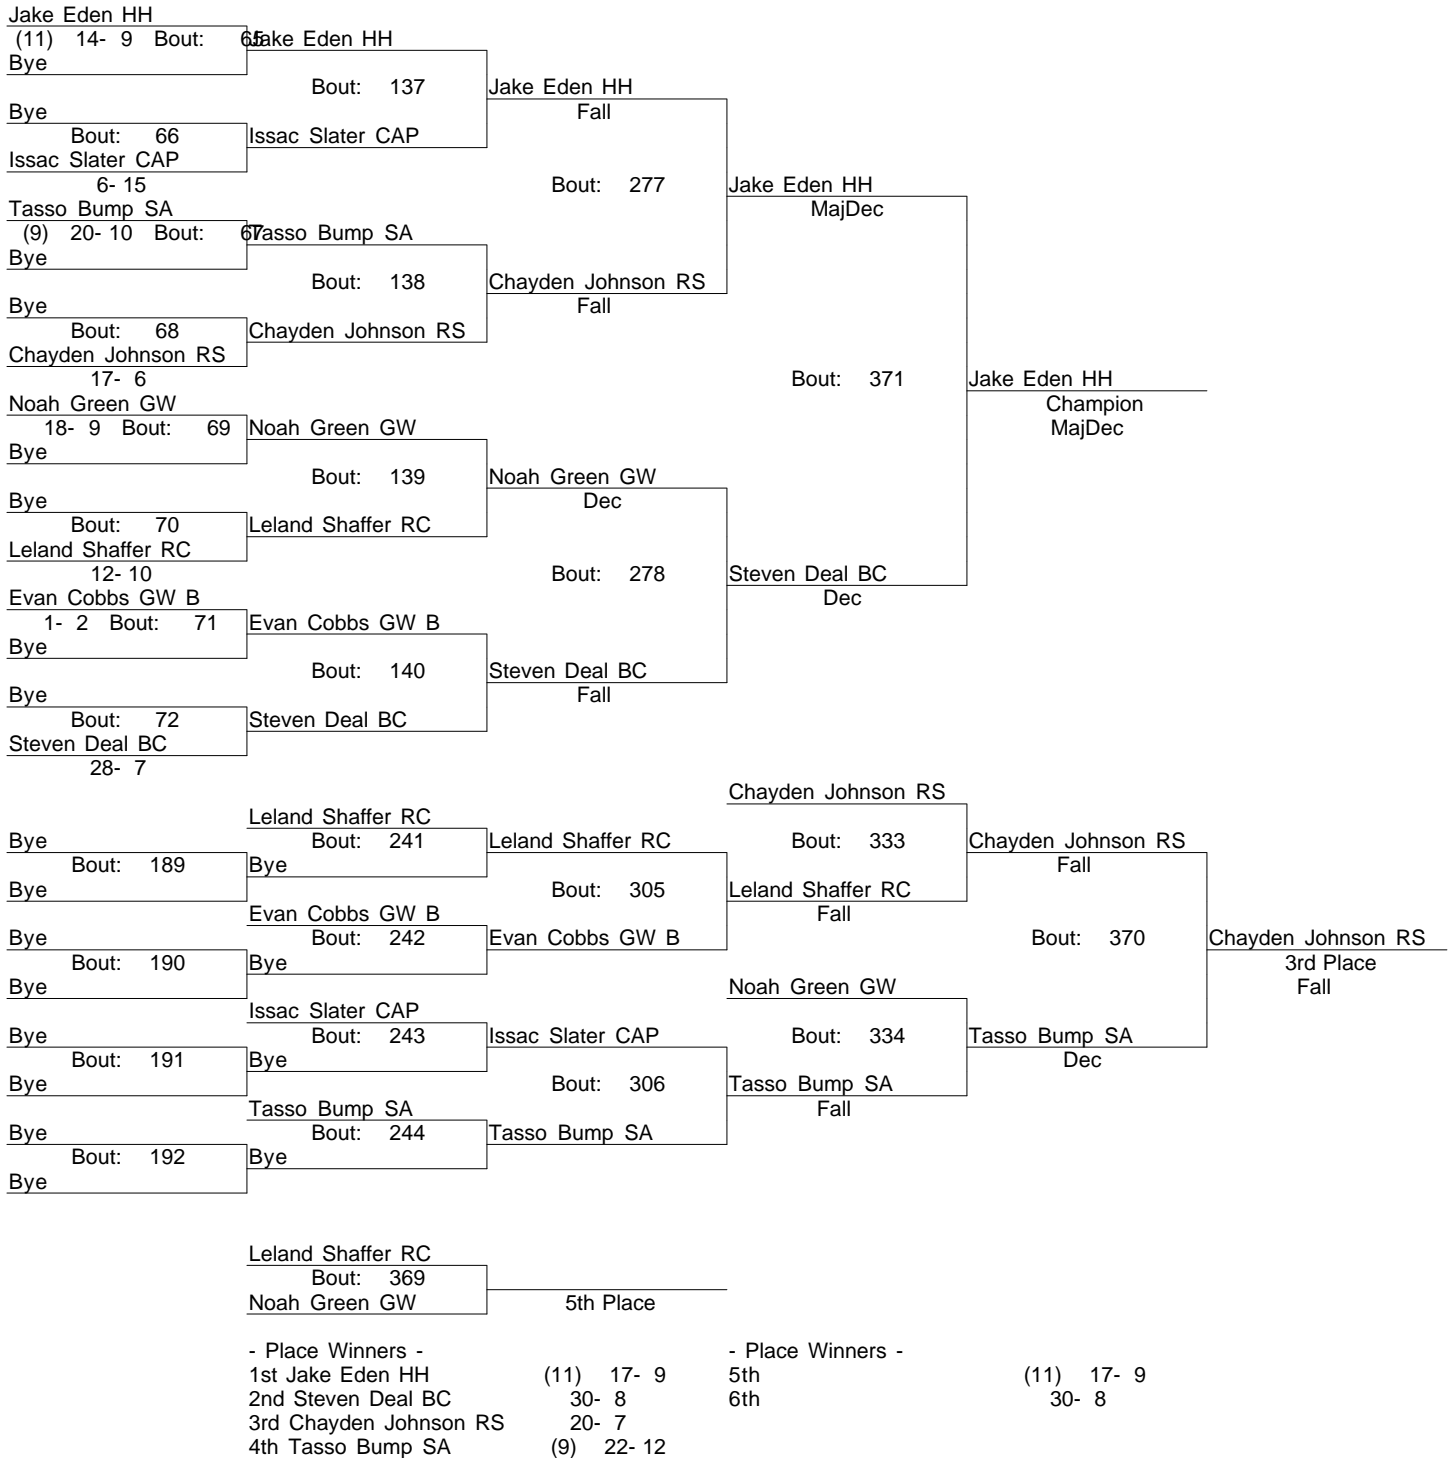 Jake Eden HH
(11) 14- 9 Bout: 65 Jake Eden HH
Bye
Bout: 137 Jake Eden HH
Bye Fall
Bout: 66 Issac Slater CAP
Issac Slater CAP
6- 15 Bout: 277 Jake Eden HH
Tasso Bump SA MajDec
(9) 20- 10 Bout: 67 Tasso Bump SA
Bye
Bout: 138 Chayden Johnson RS
Bye Fall
Bout: 68 Chayden Johnson RS
Chayden Johnson RS
17- 6 Bout: 371 Jake Eden HH
Noah Green GW Champion
18- 9 Bout: 69 Noah Green GW MajDec
Bye
Bout: 139 Noah Green GW
Bye Dec
Bout: 70 Leland Shaffer RC
Leland Shaffer RC
12- 10 Bout: 278 Steven Deal BC
Evan Cobbs GW B Dec
1- 2 Bout: 71 Evan Cobbs GW B
Bye
Bout: 140 Steven Deal BC
Bye Fall
Bout: 72 Steven Deal BC
Steven Deal BC
28- 7
Chayden Johnson RS
Leland Shaffer RC
Bye Bout: 241 Leland Shaffer RC Bout: 333 Chayden Johnson RS
Bout: 189 Bye Fall
Bye Bout: 305 Leland Shaffer RC
Evan Cobbs GW B Fall
Bye Bout: 242 Evan Cobbs GW B Bout: 370 Chayden Johnson RS
Bout: 190 Bye 3rd Place
Bye Noah Green GW Fall
Issac Slater CAP
Bye Bout: 243 Issac Slater CAP Bout: 334 Tasso Bump SA
Bout: 191 Bye Dec
Bye Bout: 306 Tasso Bump SA
Tasso Bump SA Fall
Bye Bout: 244 Tasso Bump SA
Bout: 192 Bye
Bye
Leland Shaffer RC
Bout: 369
Noah Green GW 5th Place
- Place Winners - - Place Winners -
1st Jake Eden HH (11) 17- 9 5th (11) 17- 9
2nd Steven Deal BC 30- 8 6th 30- 8
3rd Chayden Johnson RS 20- 7
4th Tasso Bump SA (9) 22- 12